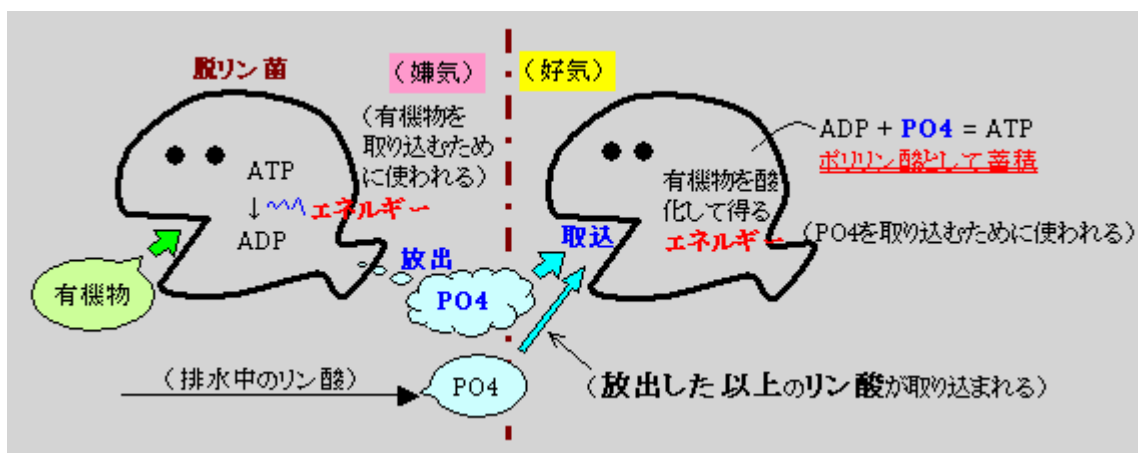 脱リン菌
（嫌気）
（有機物を
取り込むため
に使われる）
ATP
↓エネルギー
ADP
有機物
放出
PO4
（排水中のリン酸）
PO4
（好気）
ADP + PO4 = ATP
ポリリン酸として蓄積
有機物を酸
化して得る
エネルギー
（PO4を取り込むために使われる）
取込
（放出した以上のリン酸が取り込まれる）